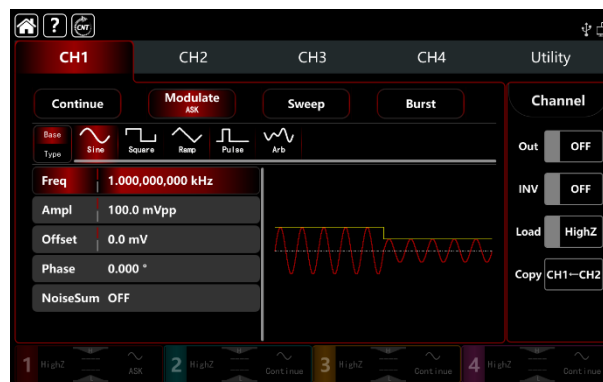 ? CNT
CH1 CH2 CH3 CH4 Utility
Continue Modulate Sweep Burst Channel
ASK
Base
Type Sine Square Ramp Pulse Arb
Out OFF
Freq 1.000,000,000 kHz
INV OFF
Ampl 100.0 mVpp
Load HighZ
Offset 0.0 mV
Phase 0.000 °
Copy CH1←CH2
NoiseSum OFF
1 HighZ ASK 2 HighZ Continue 3 HighZ Continue 4 HighZ Continue